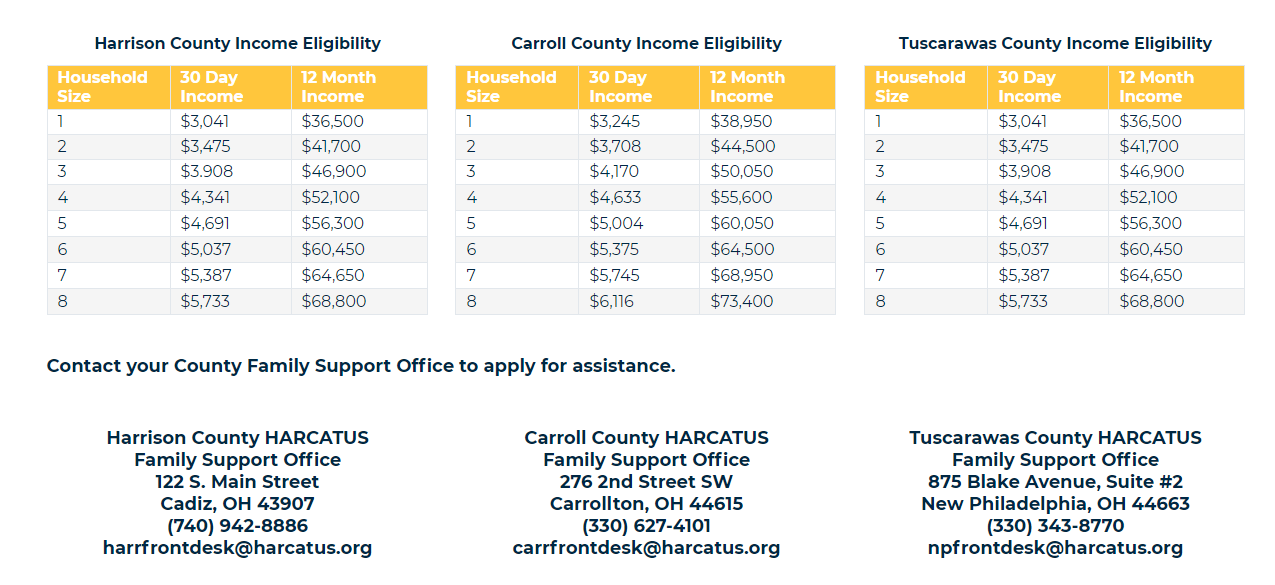 Harrison County Income Eligibility
Household Size | 30 Day Income | 12 Month Income
1 | $3,041 | $36,500
2 | $3,475 | $41,700
3 | $3.908 | $46,900
4 | $4,341 | $52,100
5 | $4,691 | $56,300
6 | $5,037 | $60,450
7 | $5,387 | $64,650
8 | $5,733 | $68,800
Carroll County Income Eligibility
Household Size | 30 Day Income | 12 Month Income
1 | $3,245 | $38,950
2 | $3,708 | $44,500
3 | $4,170 | $50,050
4 | $4,633 | $55,600
5 | $5,004 | $60,050
6 | $5,375 | $64,500
7 | $5,745 | $68,950
8 | $6,116 | $73,400
Tuscarawas County Income Eligibility
Household Size | 30 Day Income | 12 Month Income
1 | $3,041 | $36,500
2 | $3,475 | $41,700
3 | $3,908 | $46,900
4 | $4,341 | $52,100
5 | $4,691 | $56,300
6 | $5,037 | $60,450
7 | $5,387 | $64,650
8 | $5,733 | $68,800
Contact your County Family Support Office to apply for assistance.
Harrison County HARCATUS
Family Support Office
122 S. Main Street
Cadiz, OH 43907
(740) 942-8886
harrfrontdesk@harcatus.org
Carroll County HARCATUS
Family Support Office
276 2nd Street SW
Carrollton, OH 44615
(330) 627-4101
carrfrontdesk@harcatus.org
Tuscarawas County HARCATUS
Family Support Office
875 Blake Avenue, Suite #2
New Philadelphia, OH 44663
(330) 343-8770
npfrontdesk@harcatus.org